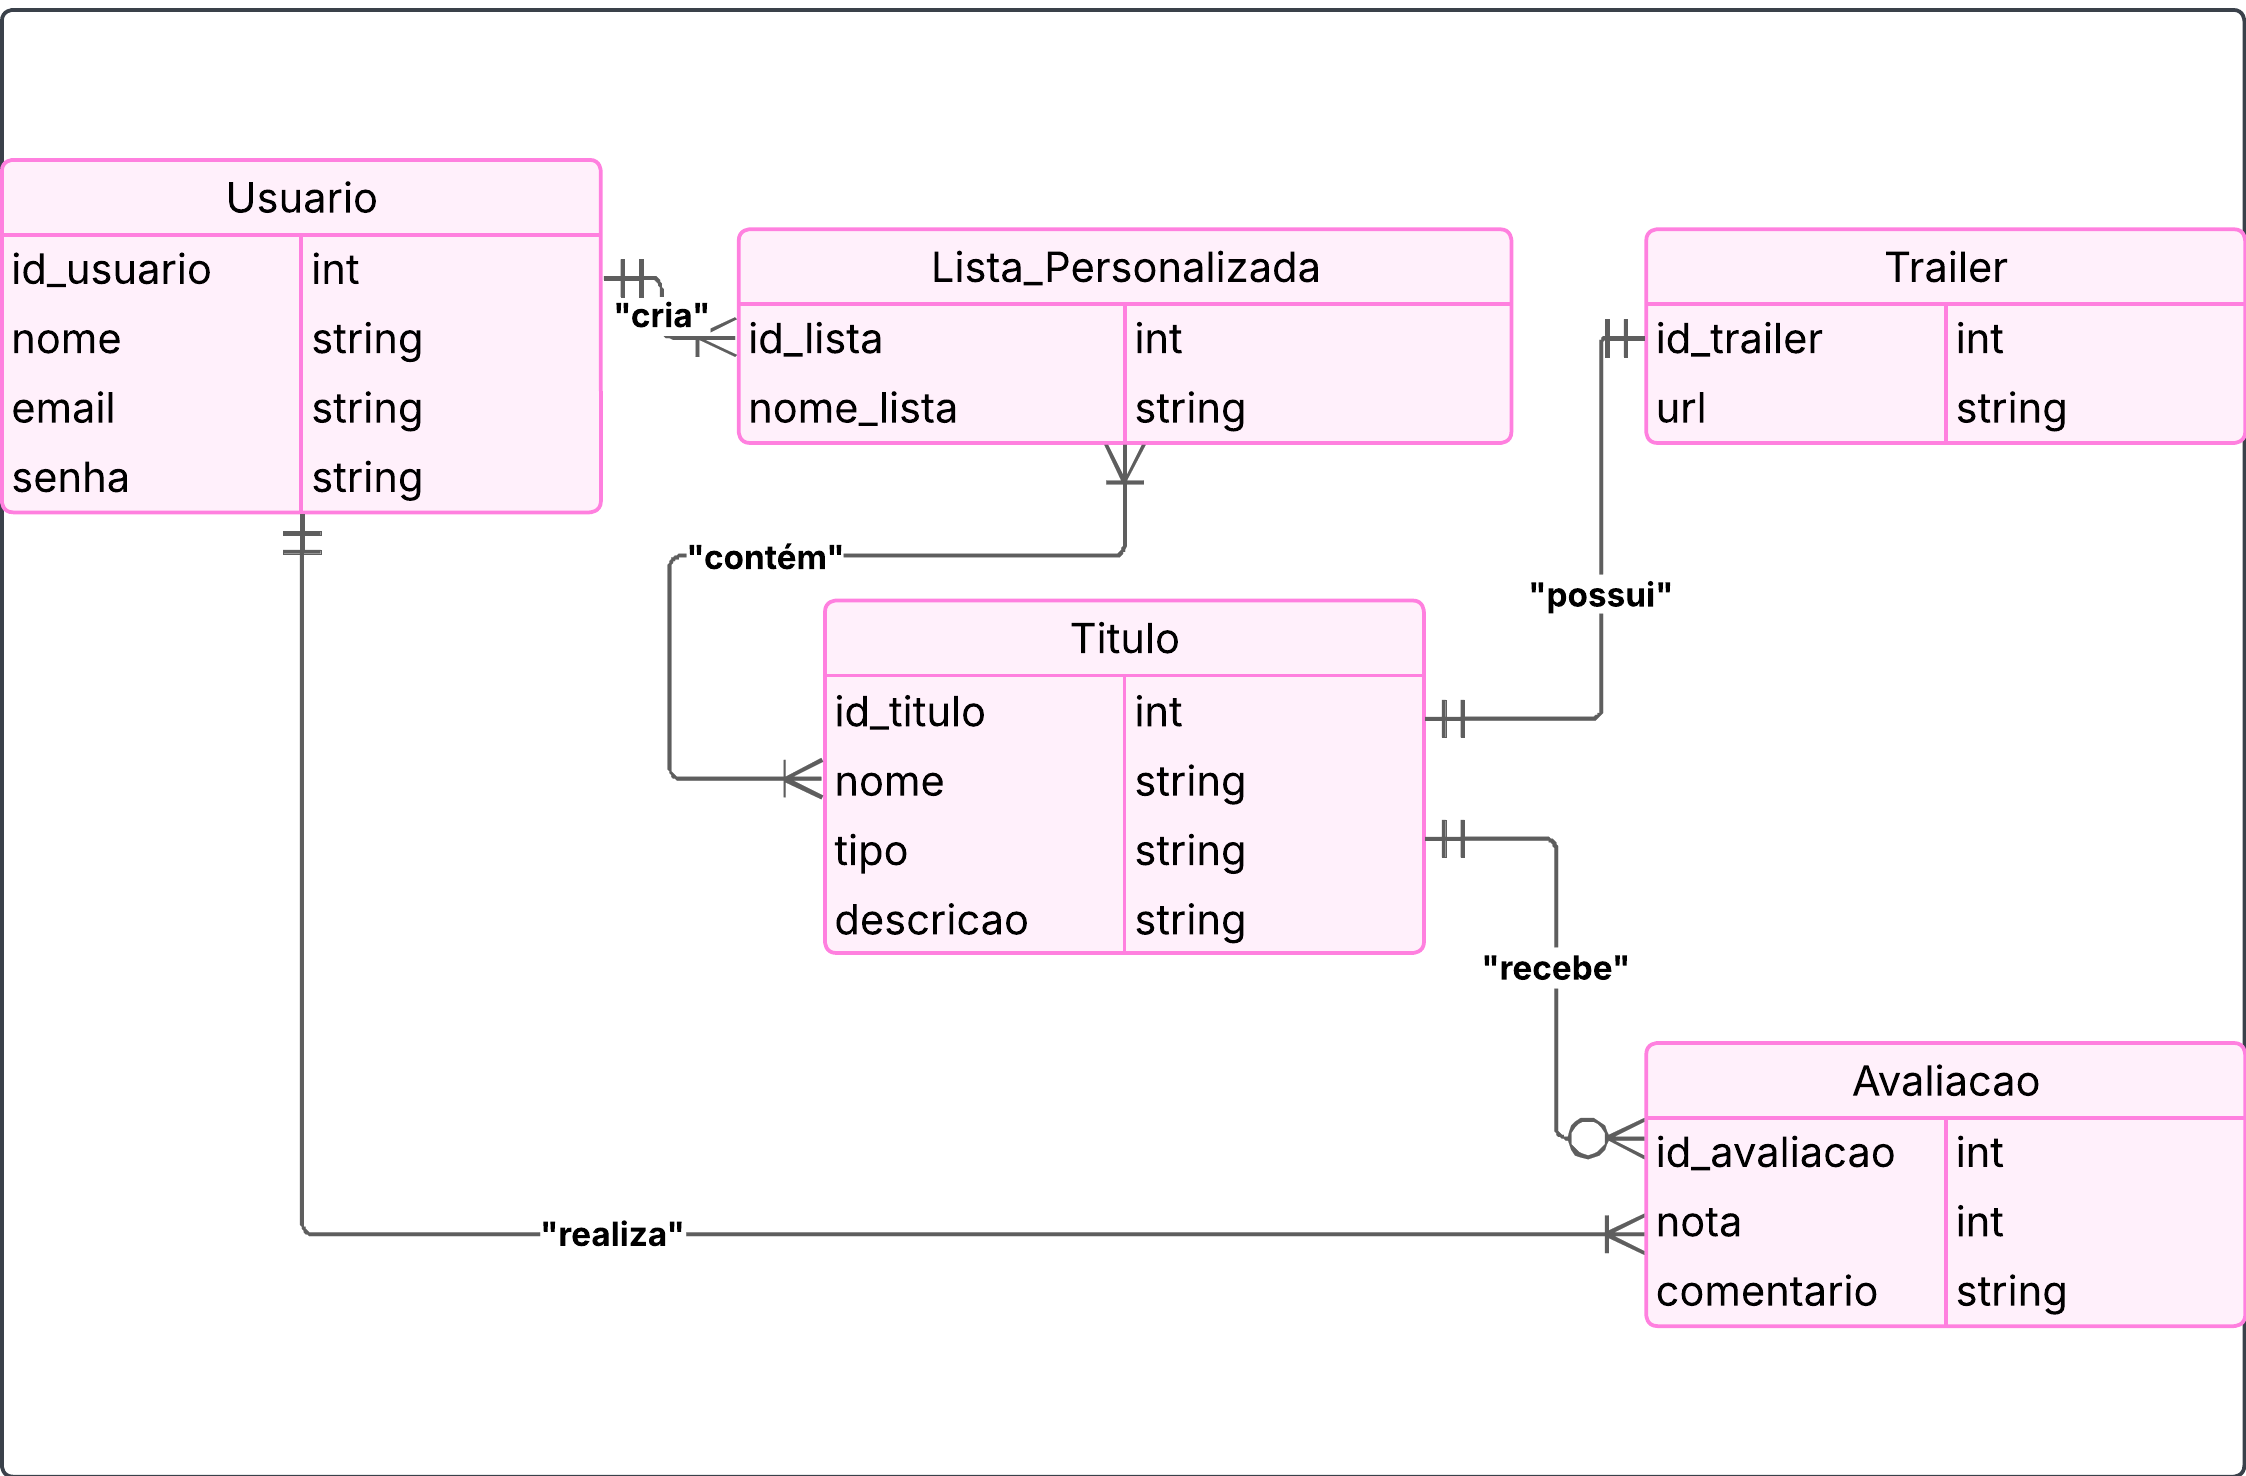 Usuario
id_usuario int
nome string
email string
senha string
"cria"
Lista_Personalizada
id_lista int
nome_lista string
Trailer
id_trailer int
url string
"contém"
"possui"
Titulo
id_titulo int
nome string
tipo string
descricao string
"recebe"
Avaliacao
id_avaliacao int
nota int
comentario string
"realiza"